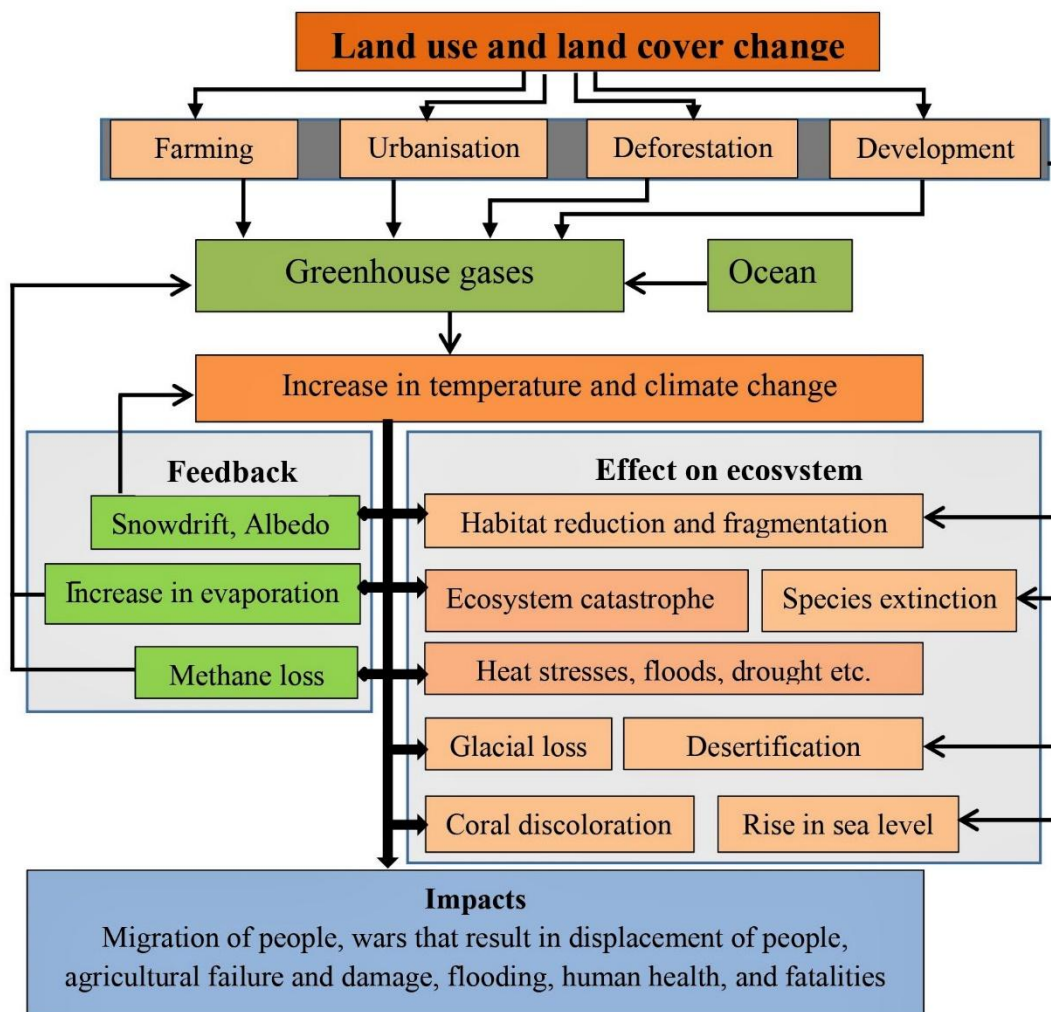 Land use and land cover change
Farming
Urbanisation
Deforestation
Development
Greenhouse gases
Ocean
Increase in temperature and climate change
Feedback
Snowdrift, Albedo
Increase in evaporation
Methane loss
Effect on ecosystem
Habitat reduction and fragmentation
Ecosystem catastrophe
Species extinction
Heat stresses, floods, drought etc.
Glacial loss
Desertification
Coral discoloration
Rise in sea level
Impacts
Migration of people, wars that result in displacement of people,
agricultural failure and damage, flooding, human health, and fatalities